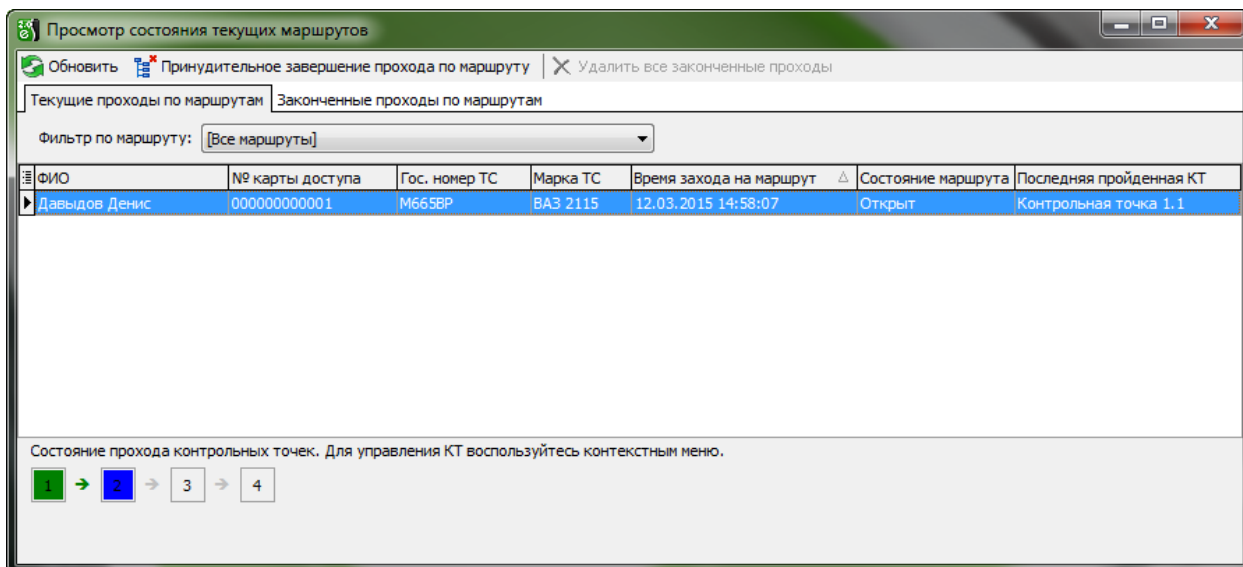 Просмотр состояния текущих маршрутов
Обновить Принудительное завершение прохода по маршруту Удалить все законченные проходы
Текущие проходы по маршрутам Законченные проходы по маршрутам
Фильтр по маршруту: [Все маршруты]
ФИО № карты доступа Гос. номер ТС Марка ТС Время захода на маршрут Состояние маршрута Последняя пройденная КТ
Давыдов Денис 000000000001 М665ВР ВАЗ 2115 12.03.2015 14:58:07 Открыт Контрольная точка 1.1
Состояние прохода контрольных точек. Для управления КТ воспользуйтесь контекстным меню.
1 2 3 4